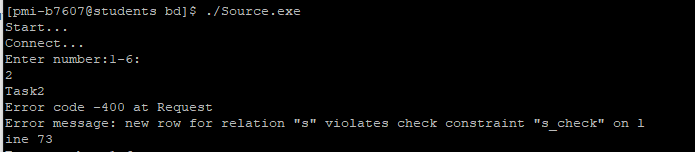 [pmi-b7607@students bd]$ ./Source.exe
Start...
Connect...
Enter number:1-6:
2
Task2
Error code -400 at Request
Error message: new row for relation "s" violates check constraint "s_check" on l
ine 73